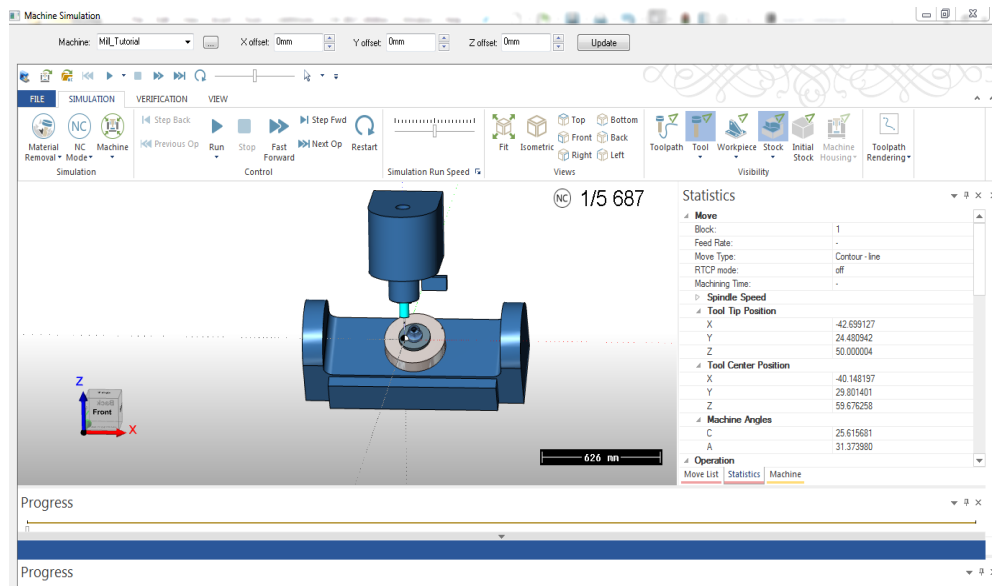 Machine Simulation
Machine: Mill_Tutorial ... X offset: 0mm Y offset: 0mm Z offset: 0mm Update
FILE SIMULATION VERIFICATION VIEW
Step Back Step Fwd Top Bottom
Previous Op Next Op Front Back
Right Left
Material Removal NC Mode Machine Run Stop Fast Forward Restart Fit Isometric Toolpath Tool Workpiece Stock Initial Stock Machine Housing Toolpath Rendering
Simulation Control Simulation Run Speed Views Visibility
NC 1/5 687
Statistics
Move
Block: 1
Feed Rate: -
Move Type: Contour - line
RTCP mode: off
Machining Time: -
Spindle Speed
Tool Tip Position
X -42.699127
Y 24.480942
Z 50.000004
Tool Center Position
X -40.148197
Y 29.801401
Z 59.676258
Machine Angles
C 25.615681
A 31.373980
Operation
Move List Statistics Machine
Z
Front
X
626 mm
Progress
Progress